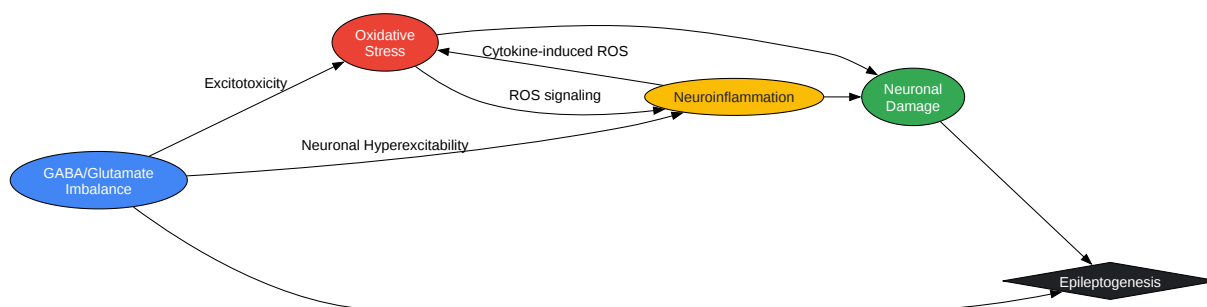 Oxidative
Stress
Cytokine-induced ROS
Excitotoxicity
ROS signaling
Neuroinflammation
Neuronal
Damage
Neuronal Hyperexcitability
GABA/Glutamate
Imbalance
Epileptogenesis